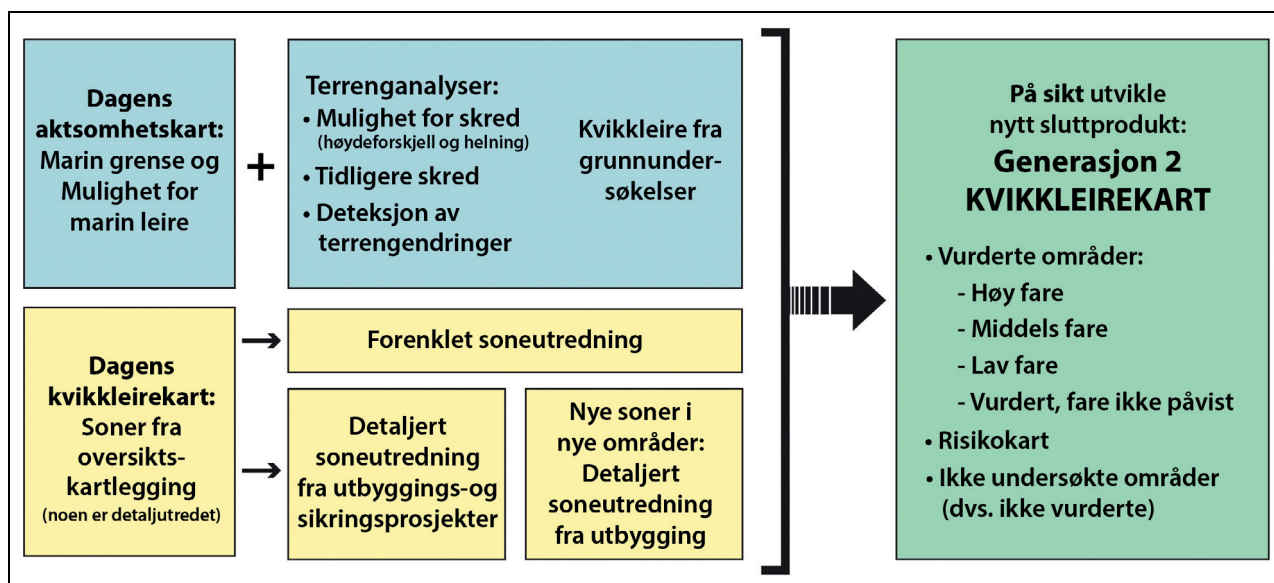 Dagens
aktsomhetskart:
Marin grense og
Mulighet for
marin leire
+
Terrenganalyser:
• Mulighet for skred
(høydeforskjell og helning)
• Tidligere skred
• Deteksjon av
terrengendringer
Kvikkleire fra
grunnunder-
søkelser
Dagens
kvikkleirekart:
Soner fra
oversikts-
kartlegging
(noen er detaljutredet)
Forenklet soneutredning
Detaljert
soneutredning
fra utbyggings-og
sikringsprosjekter
Nye soner i
nye områder:
Detaljert
soneutredning
fra utbygging
På sikt utvikle
nytt sluttprodukt:
Generasjon 2
KVIKKLEIREKART
• Vurderte områder:
- Høy fare
- Middels fare
- Lav fare
- Vurdert, fare ikke påvist
• Risikokart
• Ikke undersøkte områder
(dvs. ikke vurderte)